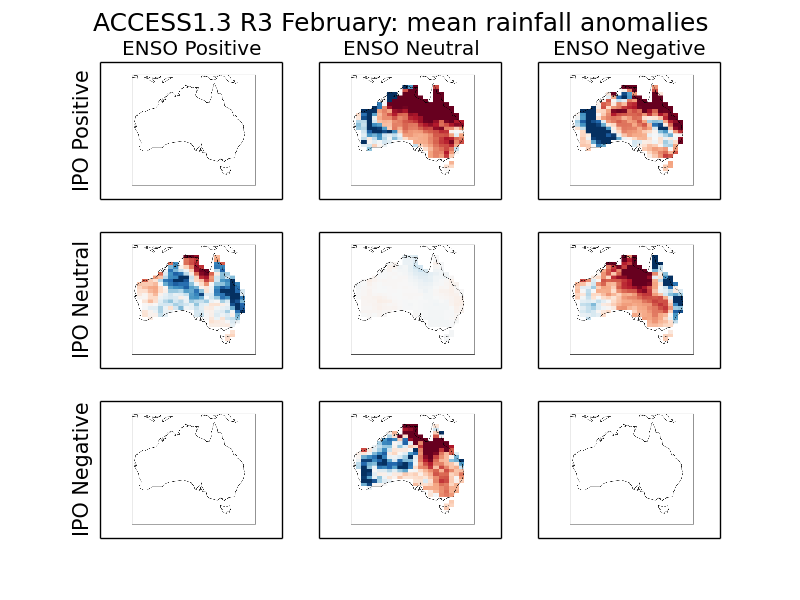 ACCESS1.3 R3 February: mean rainfall anomalies
ENSO Positive
ENSO Neutral
ENSO Negative
IPO Positive
IPO Neutral
IPO Negative